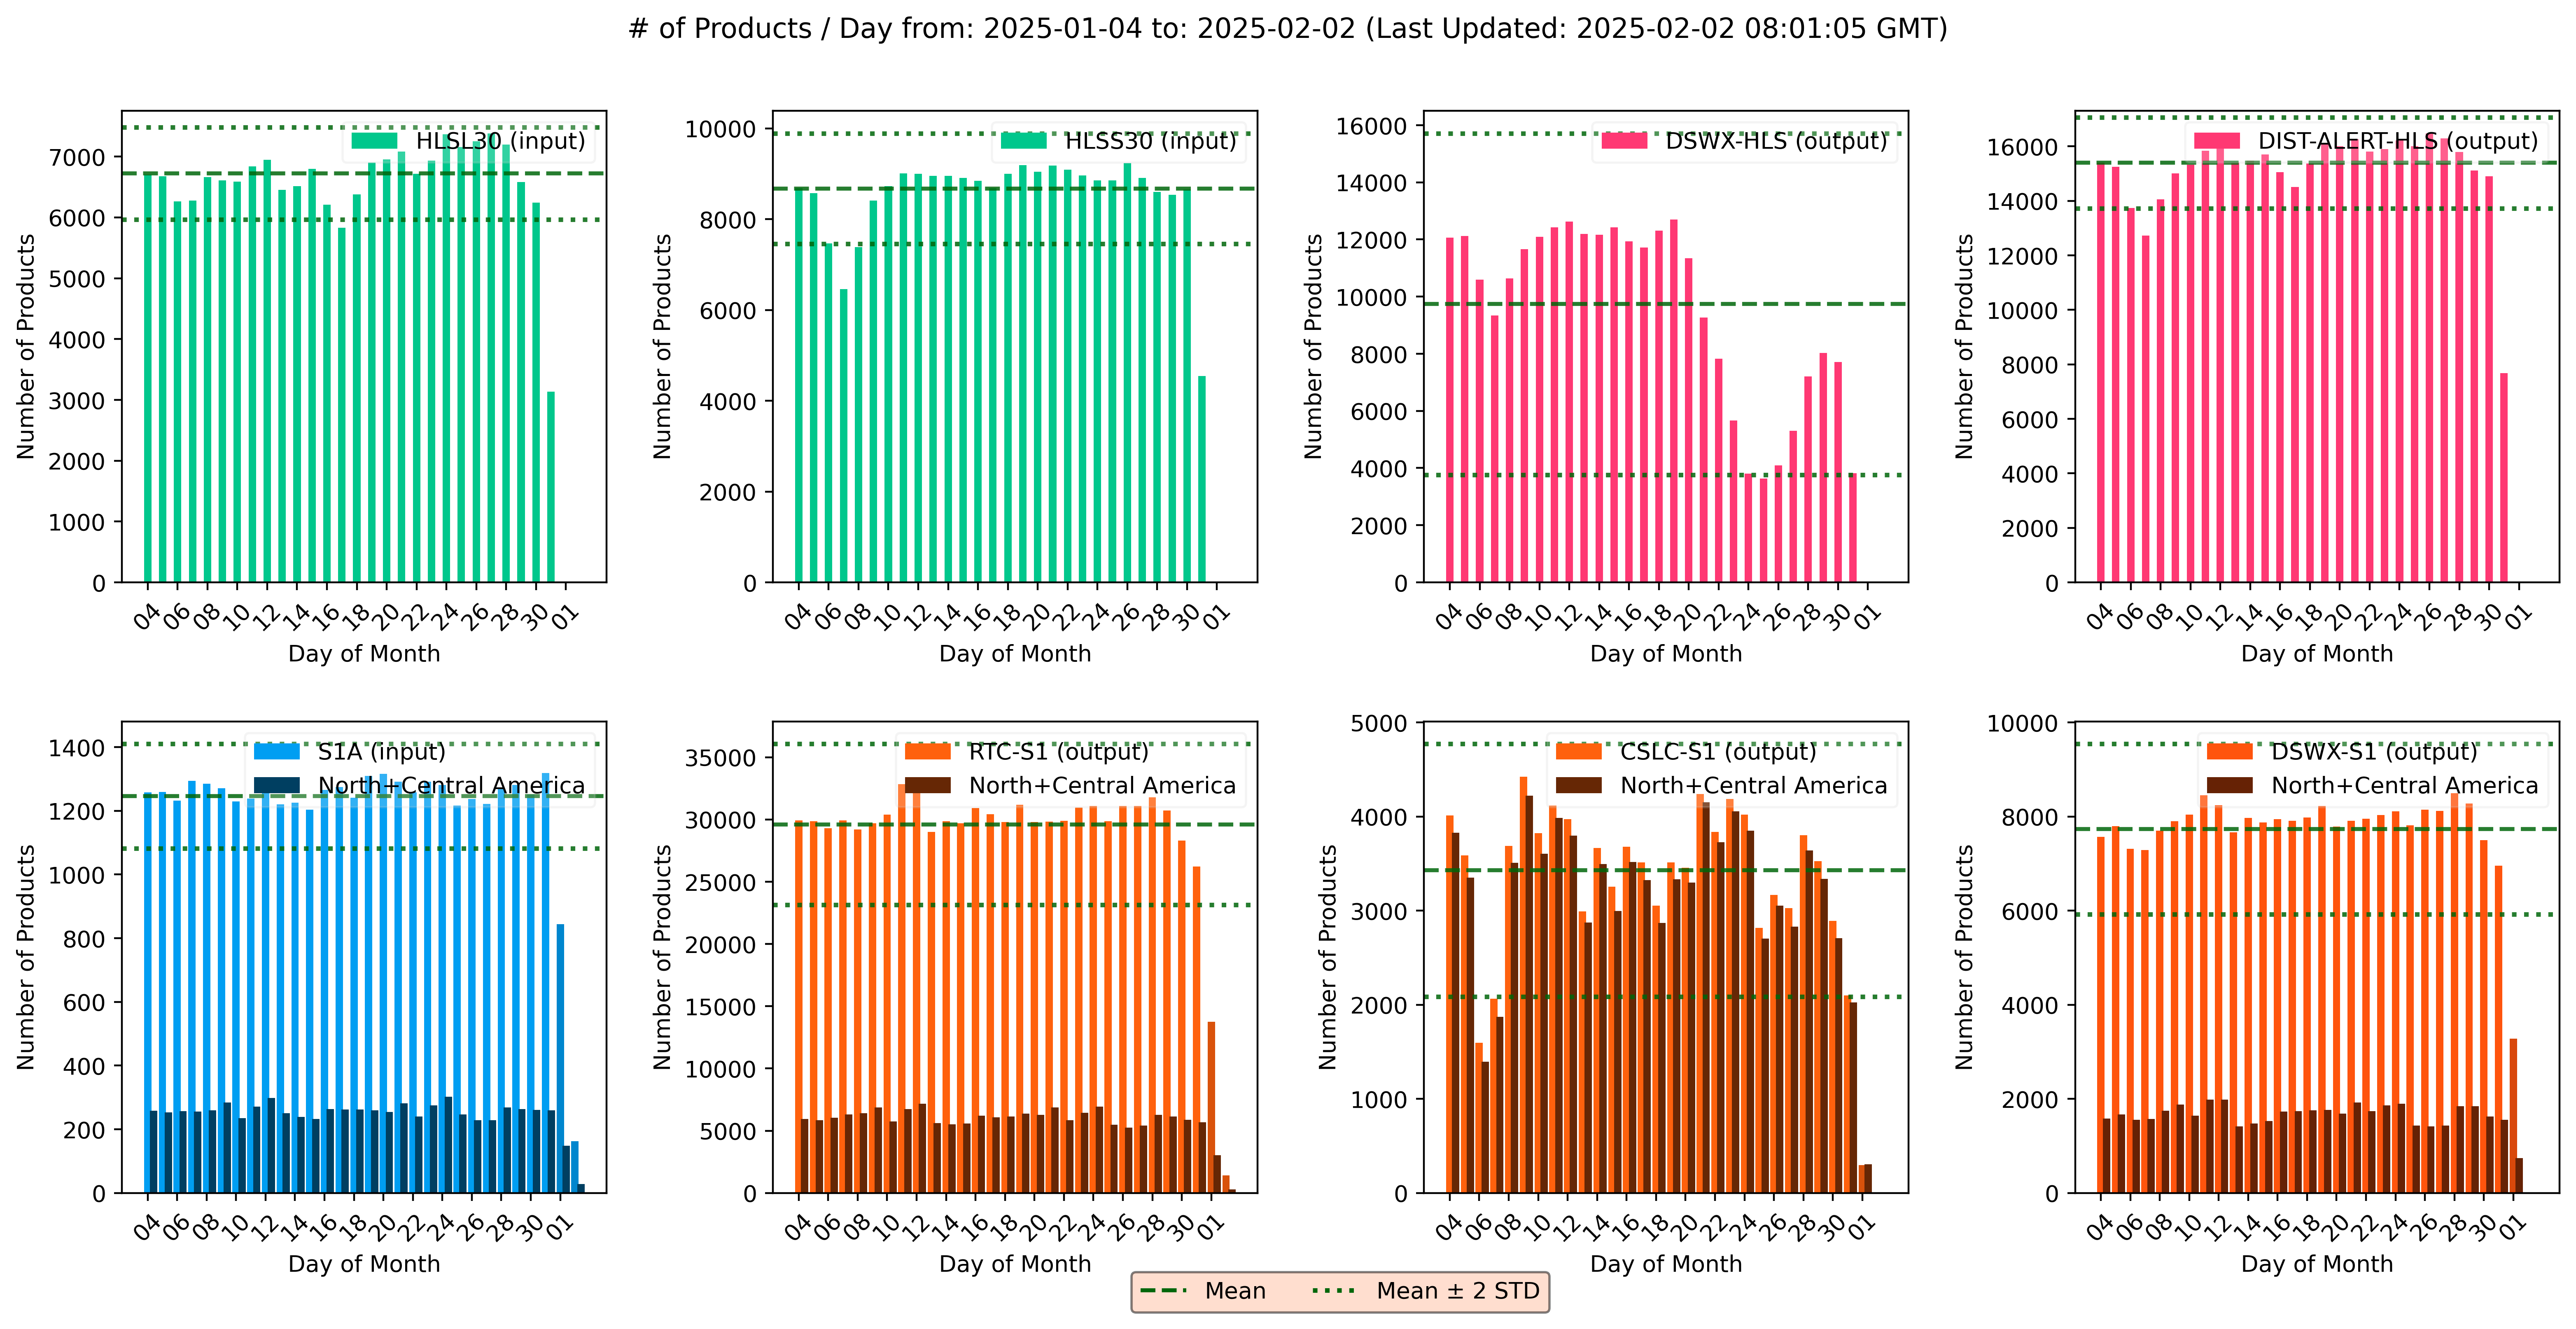 # of Products / Day from: 2025-01-04 to: 2025-02-02 (Last Updated: 2025-02-02 08:01:05 GMT)
HLSL30 (input)
Number of Products
7000
6000
5000
4000
3000
2000
1000
0
04 06 08 10 12 14 16 18 20 22 24 26 28 30 01
Day of Month
HLSS30 (input)
Number of Products
10000
8000
6000
4000
2000
0
04 06 08 10 12 14 16 18 20 22 24 26 28 30 01
Day of Month
DSWX-HLS (output)
Number of Products
16000
14000
12000
10000
8000
6000
4000
2000
0
04 06 08 10 12 14 16 18 20 22 24 26 28 30 01
Day of Month
DIST-ALERT-HLS (output)
Number of Products
16000
14000
12000
10000
8000
6000
4000
2000
0
04 06 08 10 12 14 16 18 20 22 24 26 28 30 01
Day of Month
S1A (input)
North+Central America
Number of Products
1400
1200
1000
800
600
400
200
0
04 06 08 10 12 14 16 18 20 22 24 26 28 30 01
Day of Month
RTC-S1 (output)
North+Central America
Number of Products
35000
30000
25000
20000
15000
10000
5000
0
04 06 08 10 12 14 16 18 20 22 24 26 28 30 01
Day of Month
CSLC-S1 (output)
North+Central America
Number of Products
5000
4000
3000
2000
1000
0
04 06 08 10 12 14 16 18 20 22 24 26 28 30 01
Day of Month
DSWX-S1 (output)
North+Central America
Number of Products
10000
8000
6000
4000
2000
0
04 06 08 10 12 14 16 18 20 22 24 26 28 30 01
Day of Month
Mean
Mean ± 2 STD